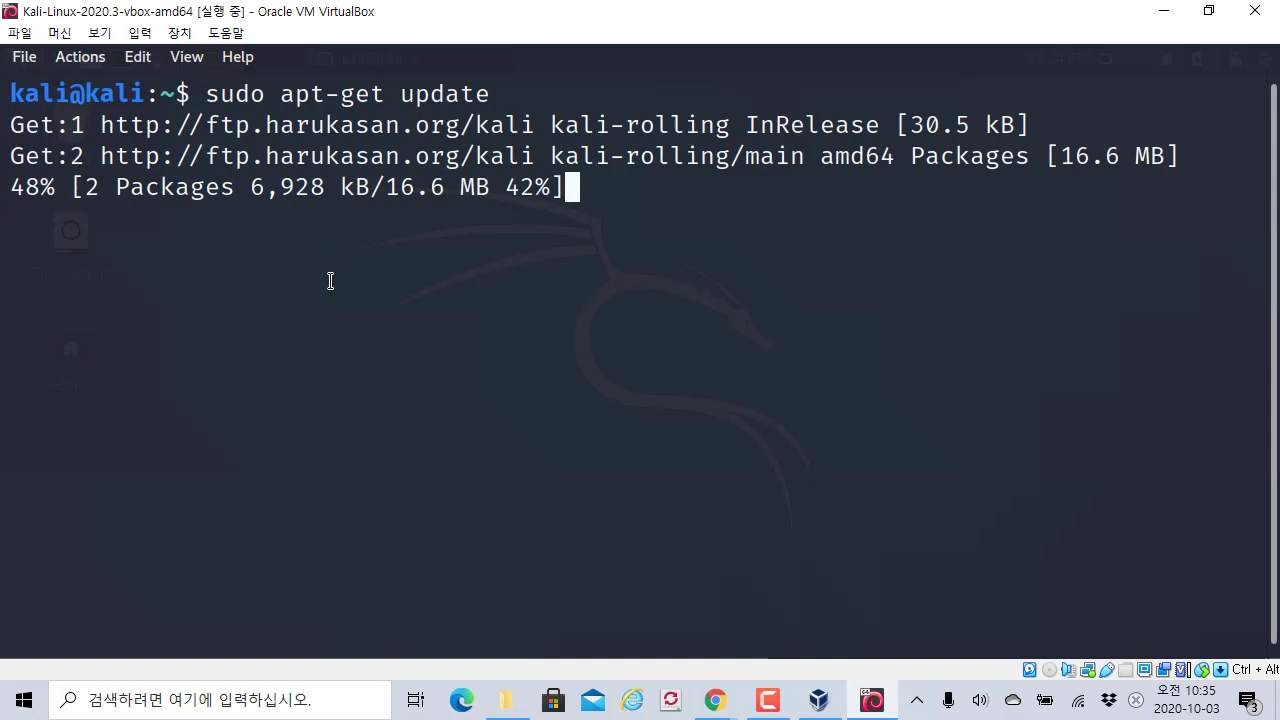 Kali-Linux-2020.3-vbox-amd64 [실행 중] - Oracle VM VirtualBox
파일 머신 보기 입력 장치 도움말
File Actions Edit View Help
kali@kali:~$ sudo apt-get update
Get:1 http://ftp.harukasan.org/kali kali-rolling InRelease [30.5 kB]
Get:2 http://ftp.harukasan.org/kali kali-rolling/main amd64 Packages [16.6 MB]
48% [2 Packages 6,928 kB/16.6 MB 42%]
Ctrl + Alt
검색하려면 여기에 입력하십시오.
오전 10:35
2020-10-03
3